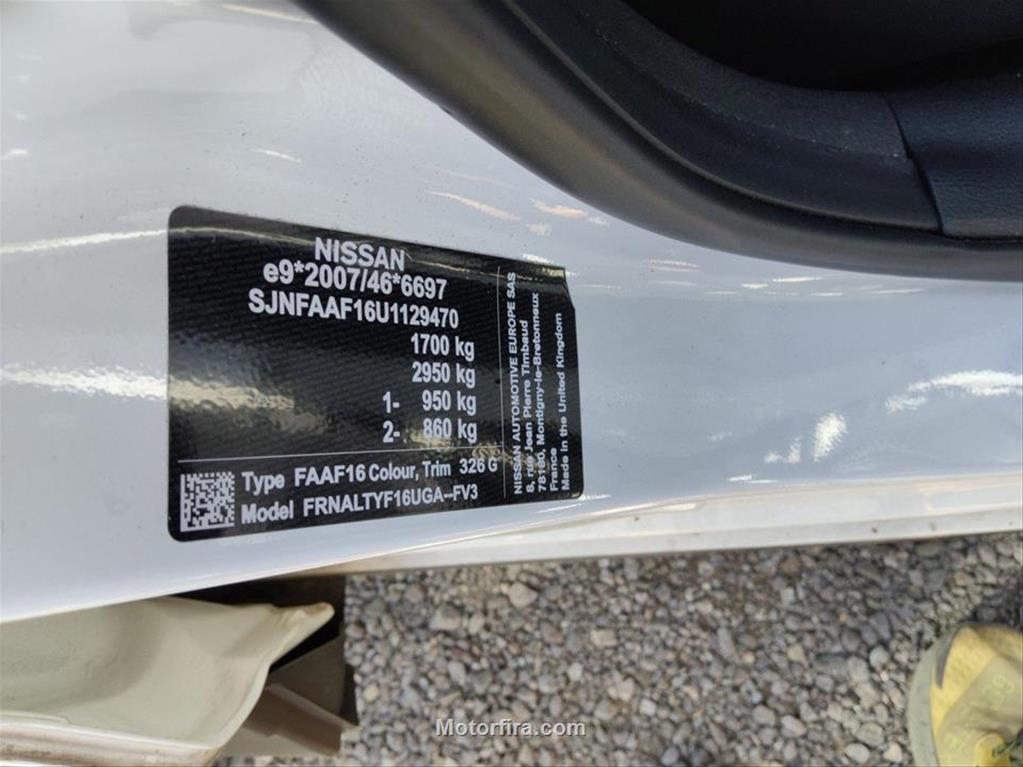 NISSAN
e9*2007/46*6697
SJNFAAF16U1129470
1700 kg
2950 kg
1- 950 kg
2- 860 kg
Type FAAF16 Colour, Trim 326 G
Model FRNALTYF16UGA--FV3
NISSAN AUTOMOTIVE EUROPE SAS
8, rue Jean Pierre Timbaud
78180, Montigny-le-Bretonneux
France
Made in the United Kingdom
Motorfira.com